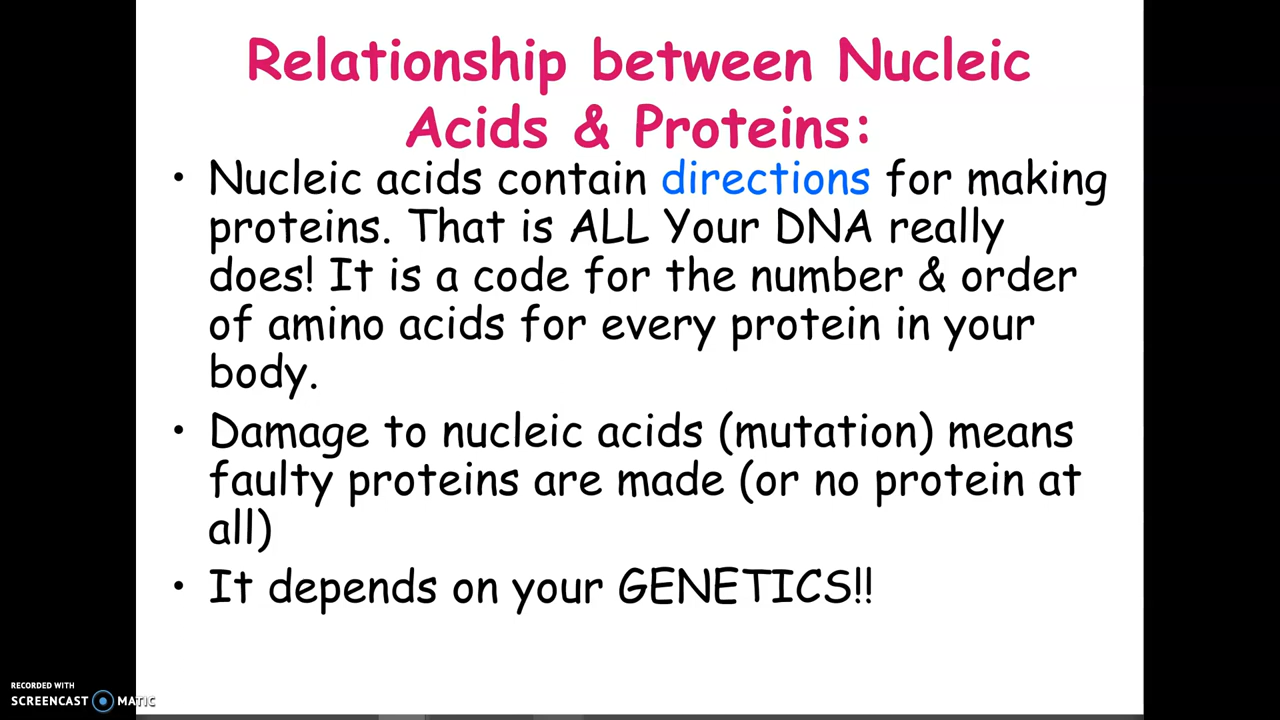 Relationship between Nucleic
Acids & Proteins:
• Nucleic acids contain directions for making
proteins. That is ALL Your DNA really
does! It is a code for the number & order
of amino acids for every protein in your
body.
• Damage to nucleic acids (mutation) means
faulty proteins are made (or no protein at
all)
• It depends on your GENETICS!!
RECORDED WITH
SCREENCAST MATIC